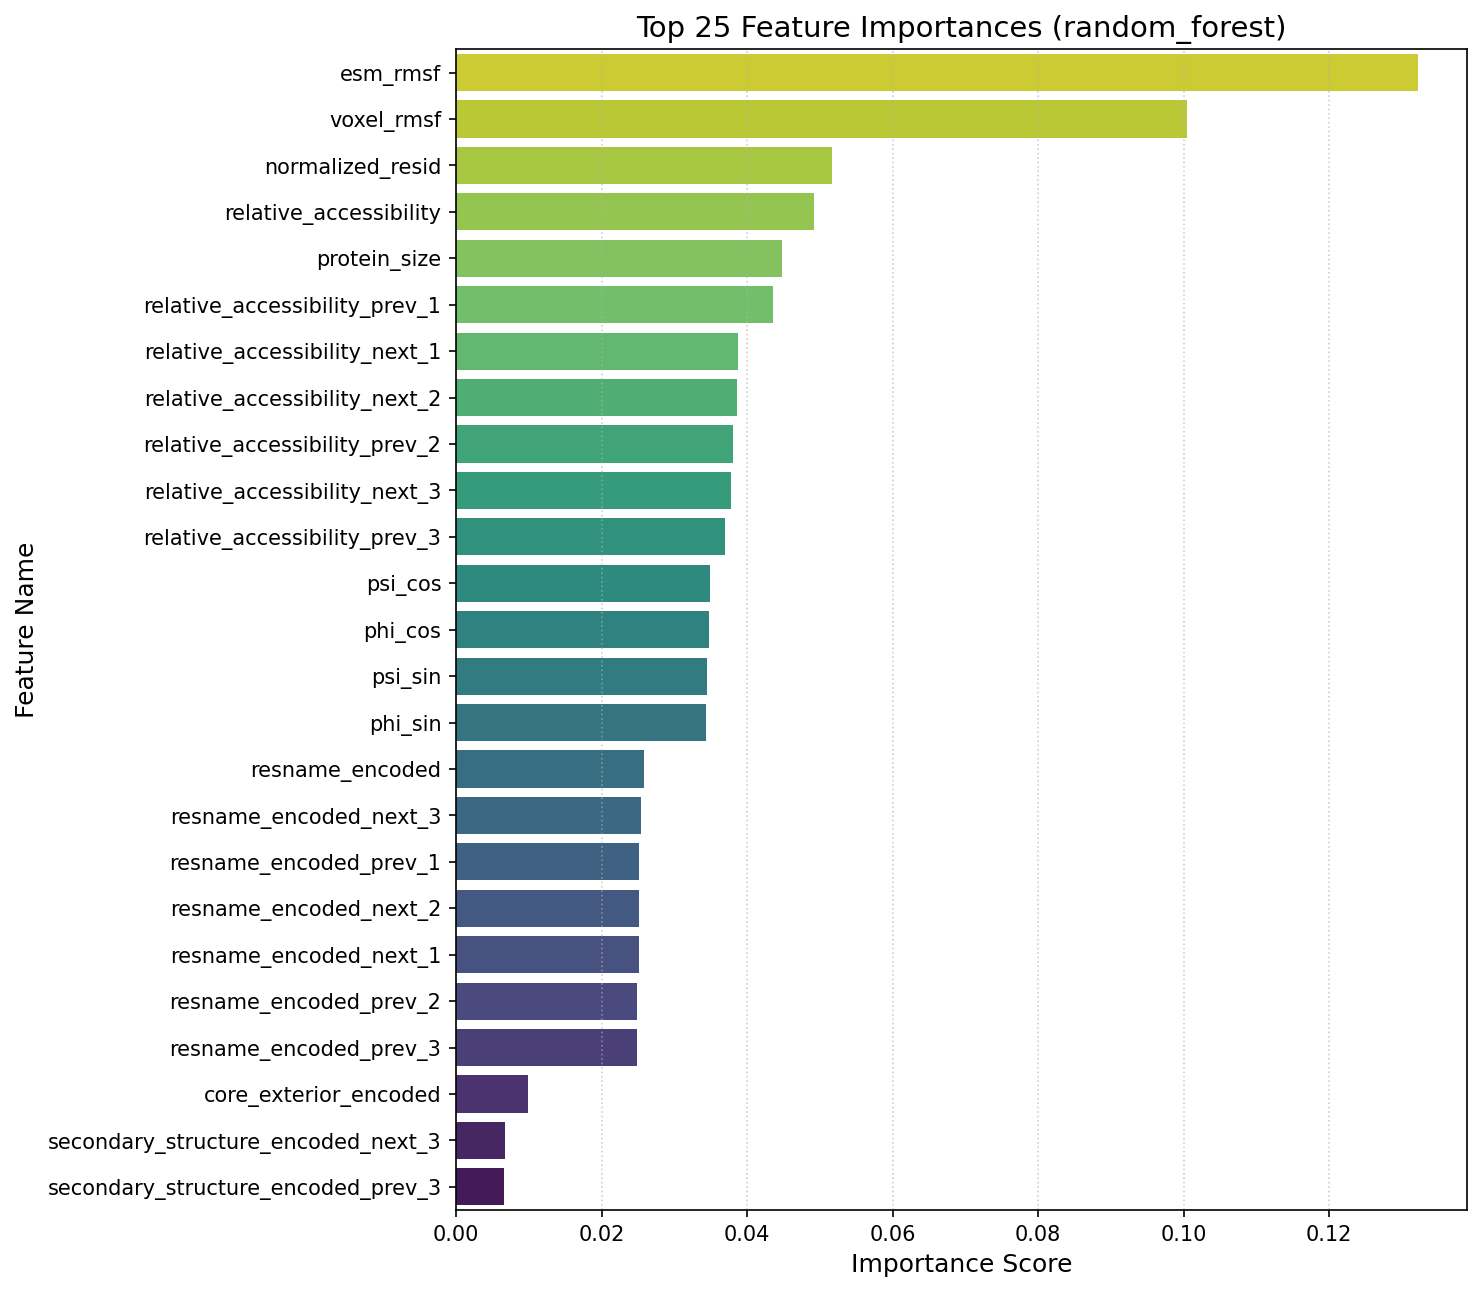 Top 25 Feature Importances (random_forest)
esm_rmsf
voxel_rmsf
normalized_resid
relative_accessibility
protein_size
relative_accessibility_prev_1
relative_accessibility_next_1
relative_accessibility_next_2
relative_accessibility_prev_2
relative_accessibility_next_3
relative_accessibility_prev_3
psi_cos
phi_cos
psi_sin
phi_sin
resname_encoded
resname_encoded_next_3
resname_encoded_prev_1
resname_encoded_next_2
resname_encoded_next_1
resname_encoded_prev_2
resname_encoded_prev_3
core_exterior_encoded
secondary_structure_encoded_next_3
secondary_structure_encoded_prev_3
Feature Name
0.00 0.02 0.04 0.06 0.08 0.10 0.12
Importance Score